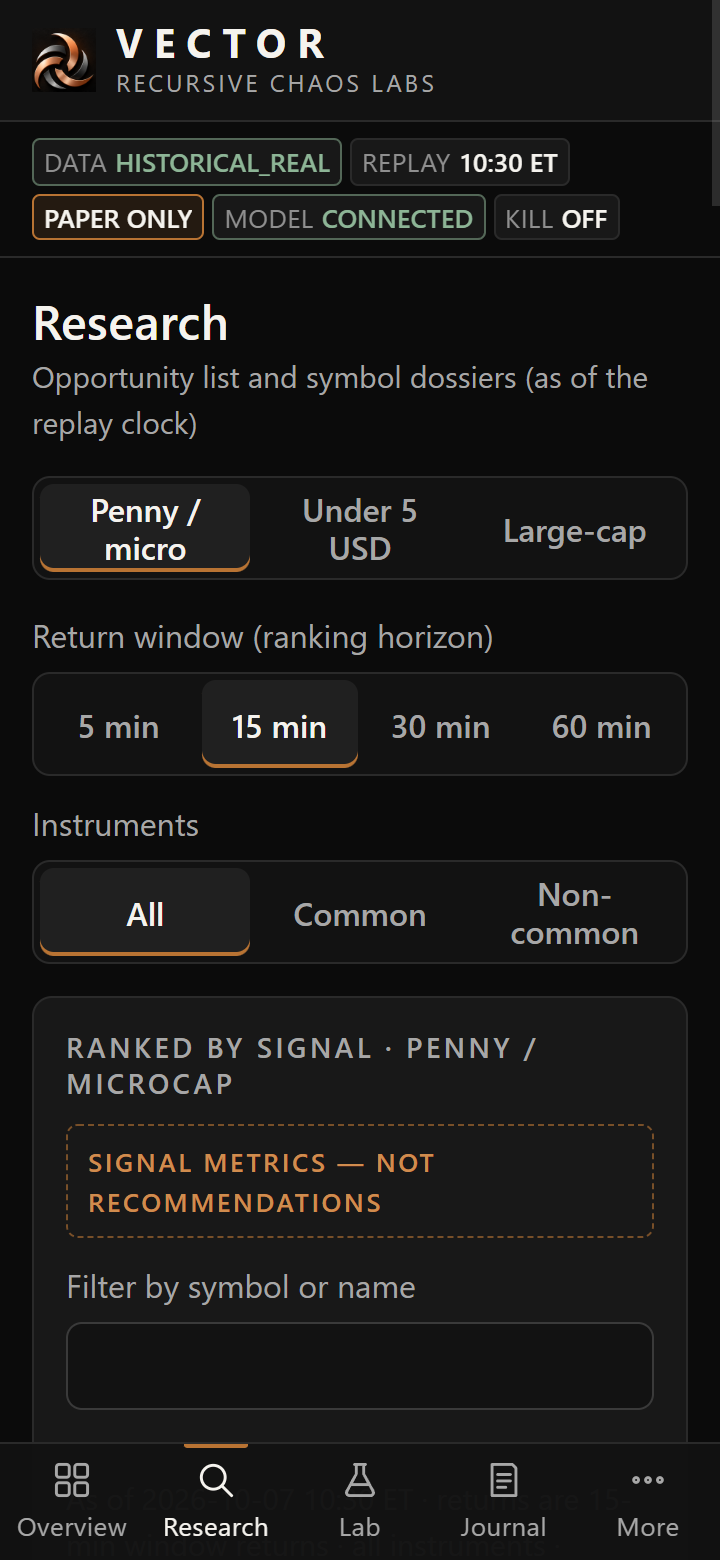 VECTOR
RECURSIVE CHAOS LABS
DATA HISTORICAL_REAL
REPLAY 10:30 ET
PAPER ONLY
MODEL CONNECTED
KILL OFF
Research
Opportunity list and symbol dossiers (as of the
replay clock)
Penny /
micro
Under 5
USD
Large-cap
Return window (ranking horizon)
5 min
15 min
30 min
60 min
Instruments
All
Common
Non-
common
RANKED BY SIGNAL · PENNY /
MICROCAP
SIGNAL METRICS — NOT
RECOMMENDATIONS
Filter by symbol or name
Overview
Research
Lab
Journal
More